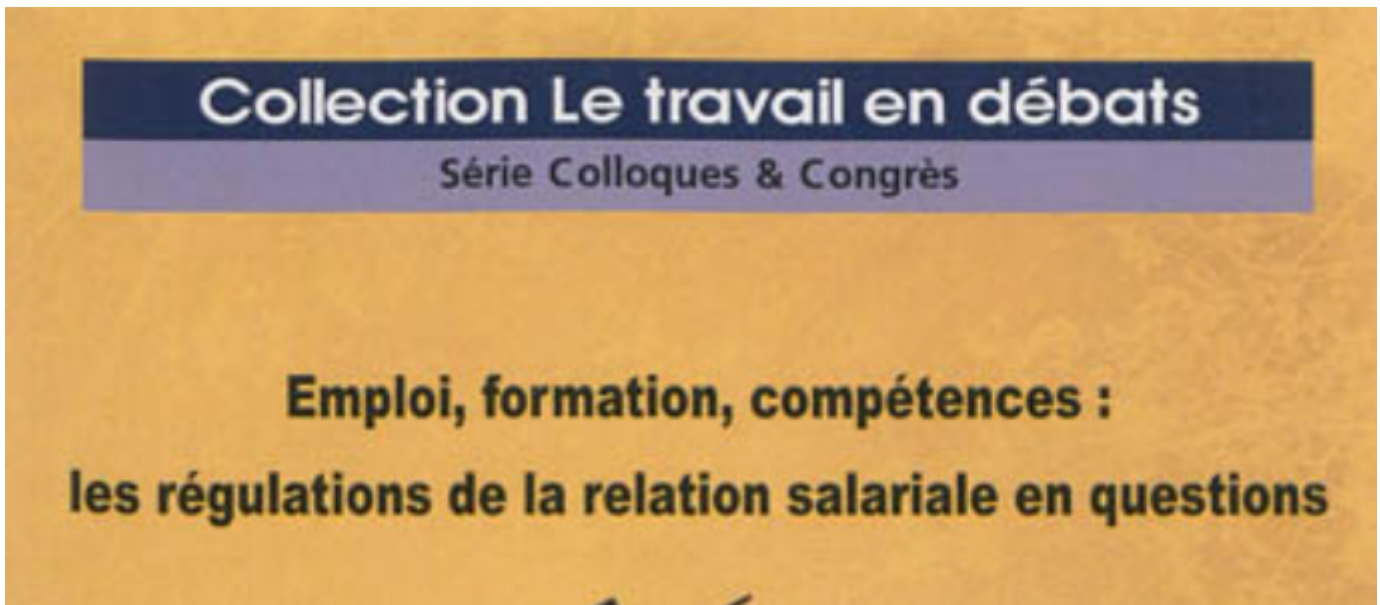 Collection Le travail en débats
Série Colloques & Congrès
Emploi, formation, compétences :
les régulations de la relation salariale en questions